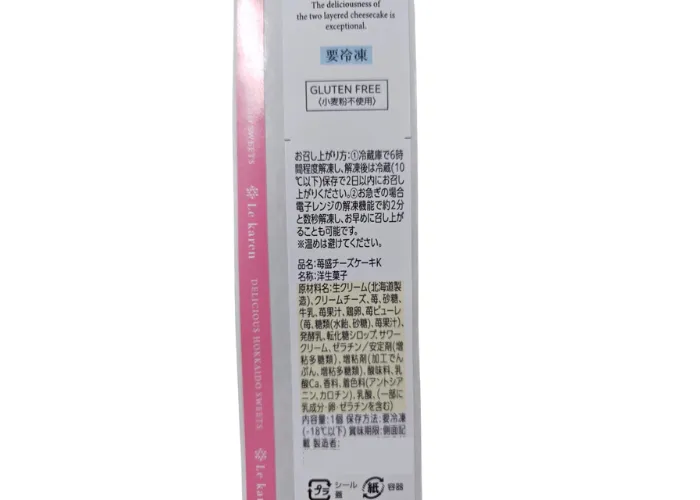 The deliciousness of
the two layered cheesecake is
exceptional.
要冷凍
GLUTEN FREE
〈小麦粉不使用〉
お召し上がり方:①冷蔵庫で6時
間程度解凍し、解凍後は冷蔵(10
℃以下)保存で2日以内にお召し
上がりください。②お急ぎの場合
電子レンジの解凍機能で約2分
と数秒解凍し、お早めに召し上が
ることも可能です。
※温めは避けてください。
品名:苺盛チーズケーキK
名称:洋生菓子
原材料名:生クリーム(北海道製
造)、クリームチーズ、苺、砂糖、
牛乳、苺果汁、鶏卵、苺ピューレ
(苺、糖類(水飴、砂糖)、苺果汁)、
発酵乳、転化糖シロップ、サワー
クリーム、ゼラチン/安定剤(増
粘多糖類)、増粘剤(加工でん
ぷん、増粘多糖類)、酸味料、乳
酸Ca、香料、着色料(アントシア
ニン、カロチン)、乳酸、(一部に
乳成分・卵・ゼラチンを含む)
内容量:1個 保存方法:要冷凍
(-18℃以下) 賞味期限:側面記
載 製造者:
プラ
シール
蓋
紙
容器
SWEETS
Le karen
DELICIOUS HOKKAIDO SWEETS
Le karen